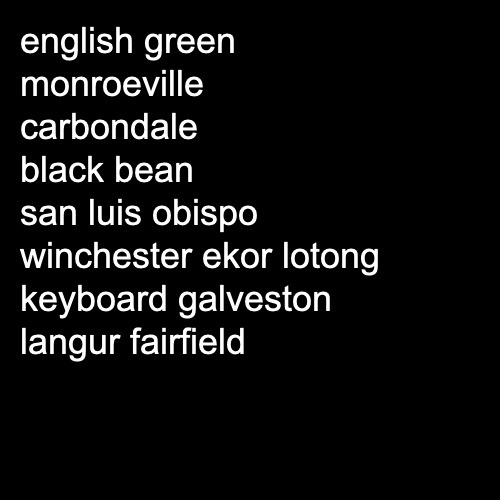 english green
monroeville
carbondale
black bean
san luis obispo
winchester ekor lotong
keyboard galveston
langur fairfield